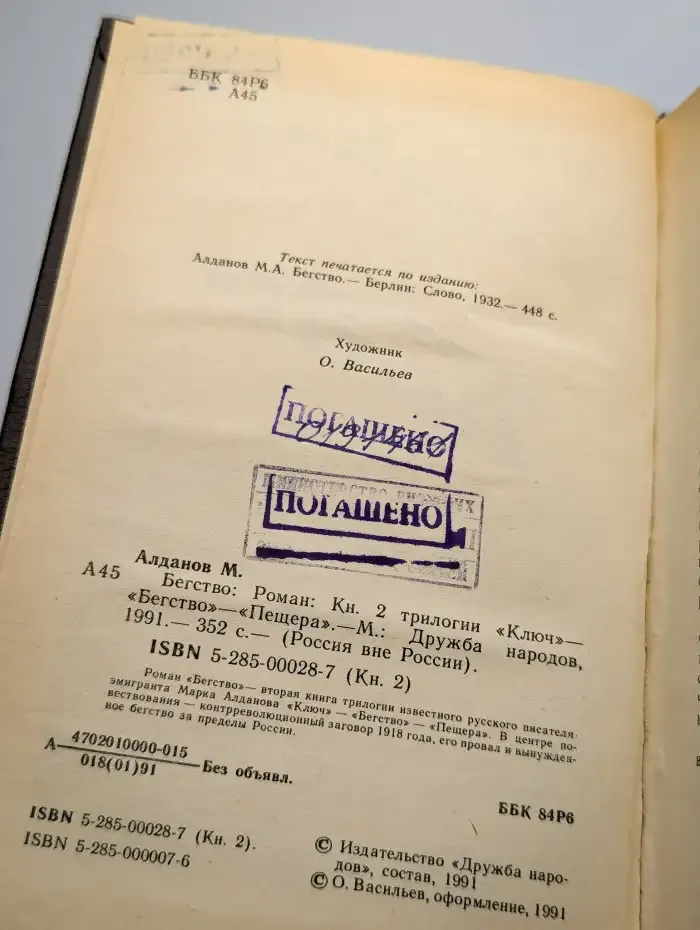 ББК 84Р6
А45
Текст печатается по изданию:
Алданов М.А. Бегство.— Берлин: Слово, 1932.— 448 с.
Художник
О. Васильев
ПОГАШЕНО
ПОГАШЕНО
Алданов М.
А45 Бегство: Роман: Кн. 2 трилогии «Ключ»—
«Бегство»—«Пещера».—М.: Дружба народов,
1991.— 352 с.— (Россия вне России).
ISBN 5-285-00028-7 (Кн. 2)
Роман «Бегство»— вторая книга трилогии известного русского писателя-
эмигранта Марка Алданова «Ключ» — «Бегство» — «Пещера». В центре по-
вествования — контрреволюционный заговор 1918 года, его провал и вынужден-
ное бегство за пределы России.
А 4702010000-015
018(01)91 Без объявл.
ББК 84Р6
ISBN 5-285-00028-7 (Кн. 2).
ISBN 5-285-000007-6
© Издательство «Дружба наро-
дов», состав, 1991
© О. Васильев, оформление, 1991